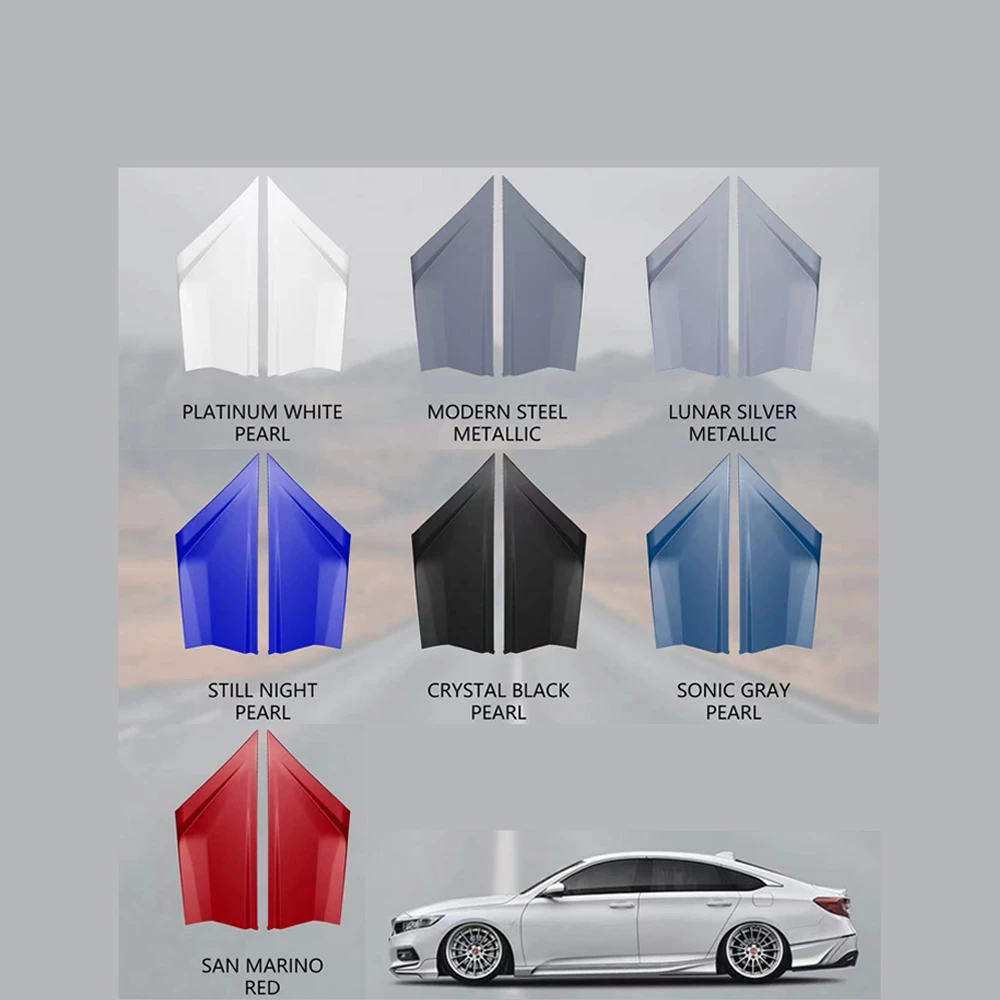 PLATINUM WHITE
PEARL
MODERN STEEL
METALLIC
LUNAR SILVER
METALLIC
STILL NIGHT
PEARL
CRYSTAL BLACK
PEARL
SONIC GRAY
PEARL
SAN MARINO
RED